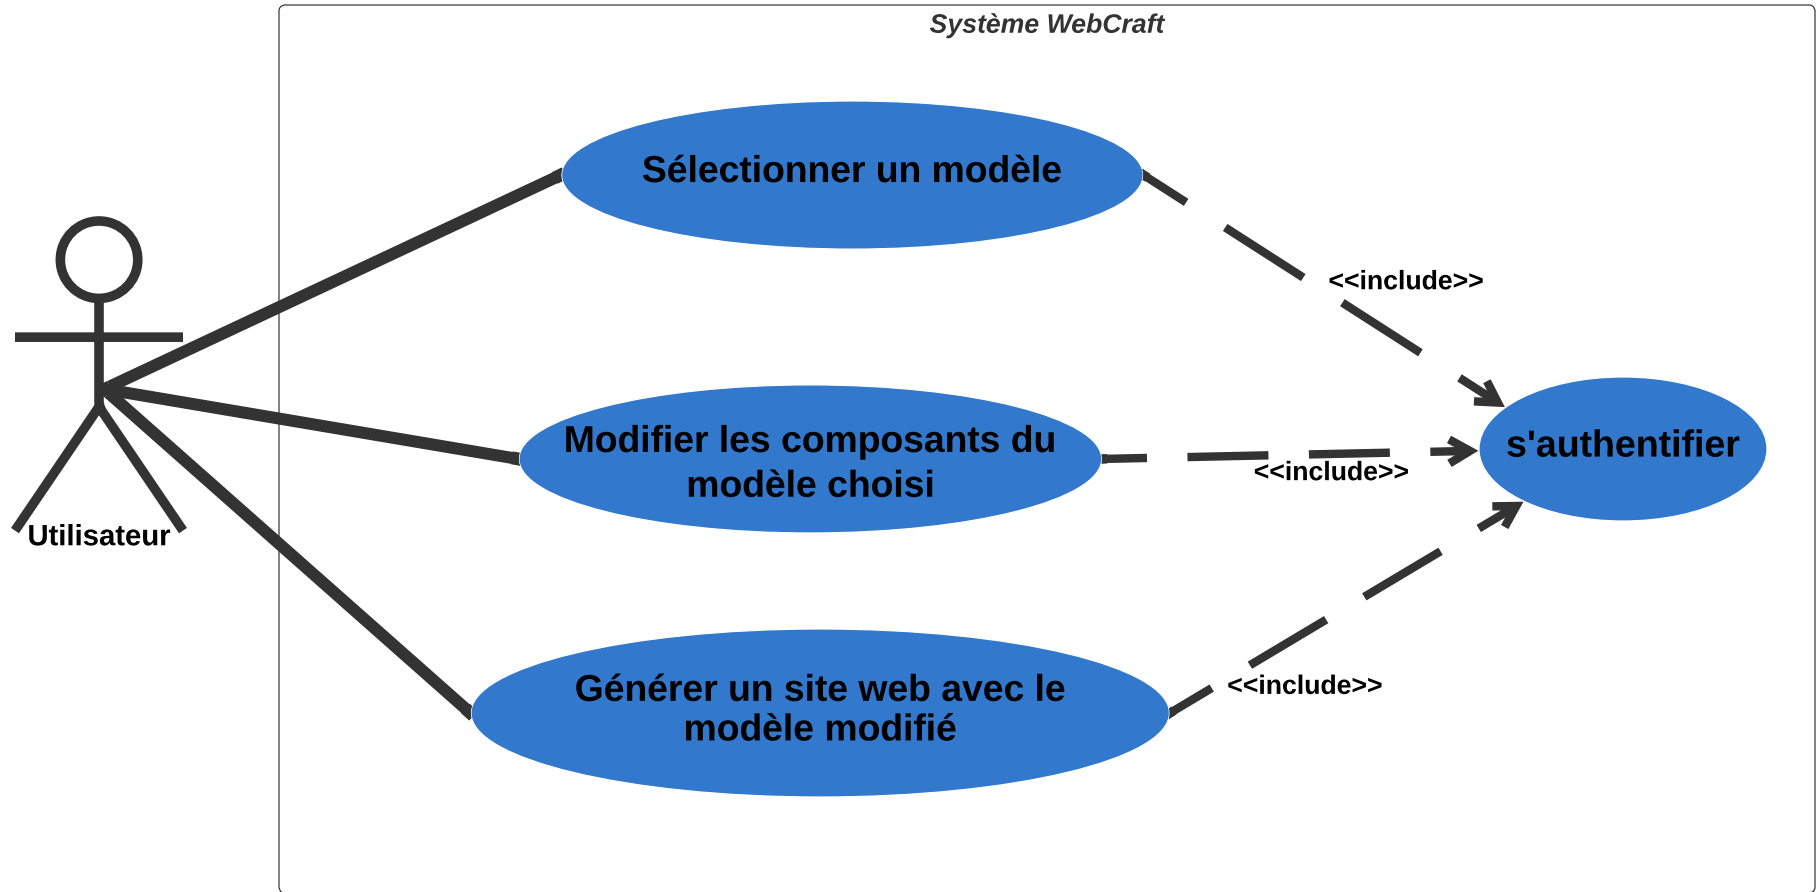 Système WebCraft
Sélectionner un modèle
<<include>>
Modifier les composants du
modèle choisi
<<include>>
s'authentifier
Utilisateur
Générer un site web avec le
modèle modifié
<<include>>